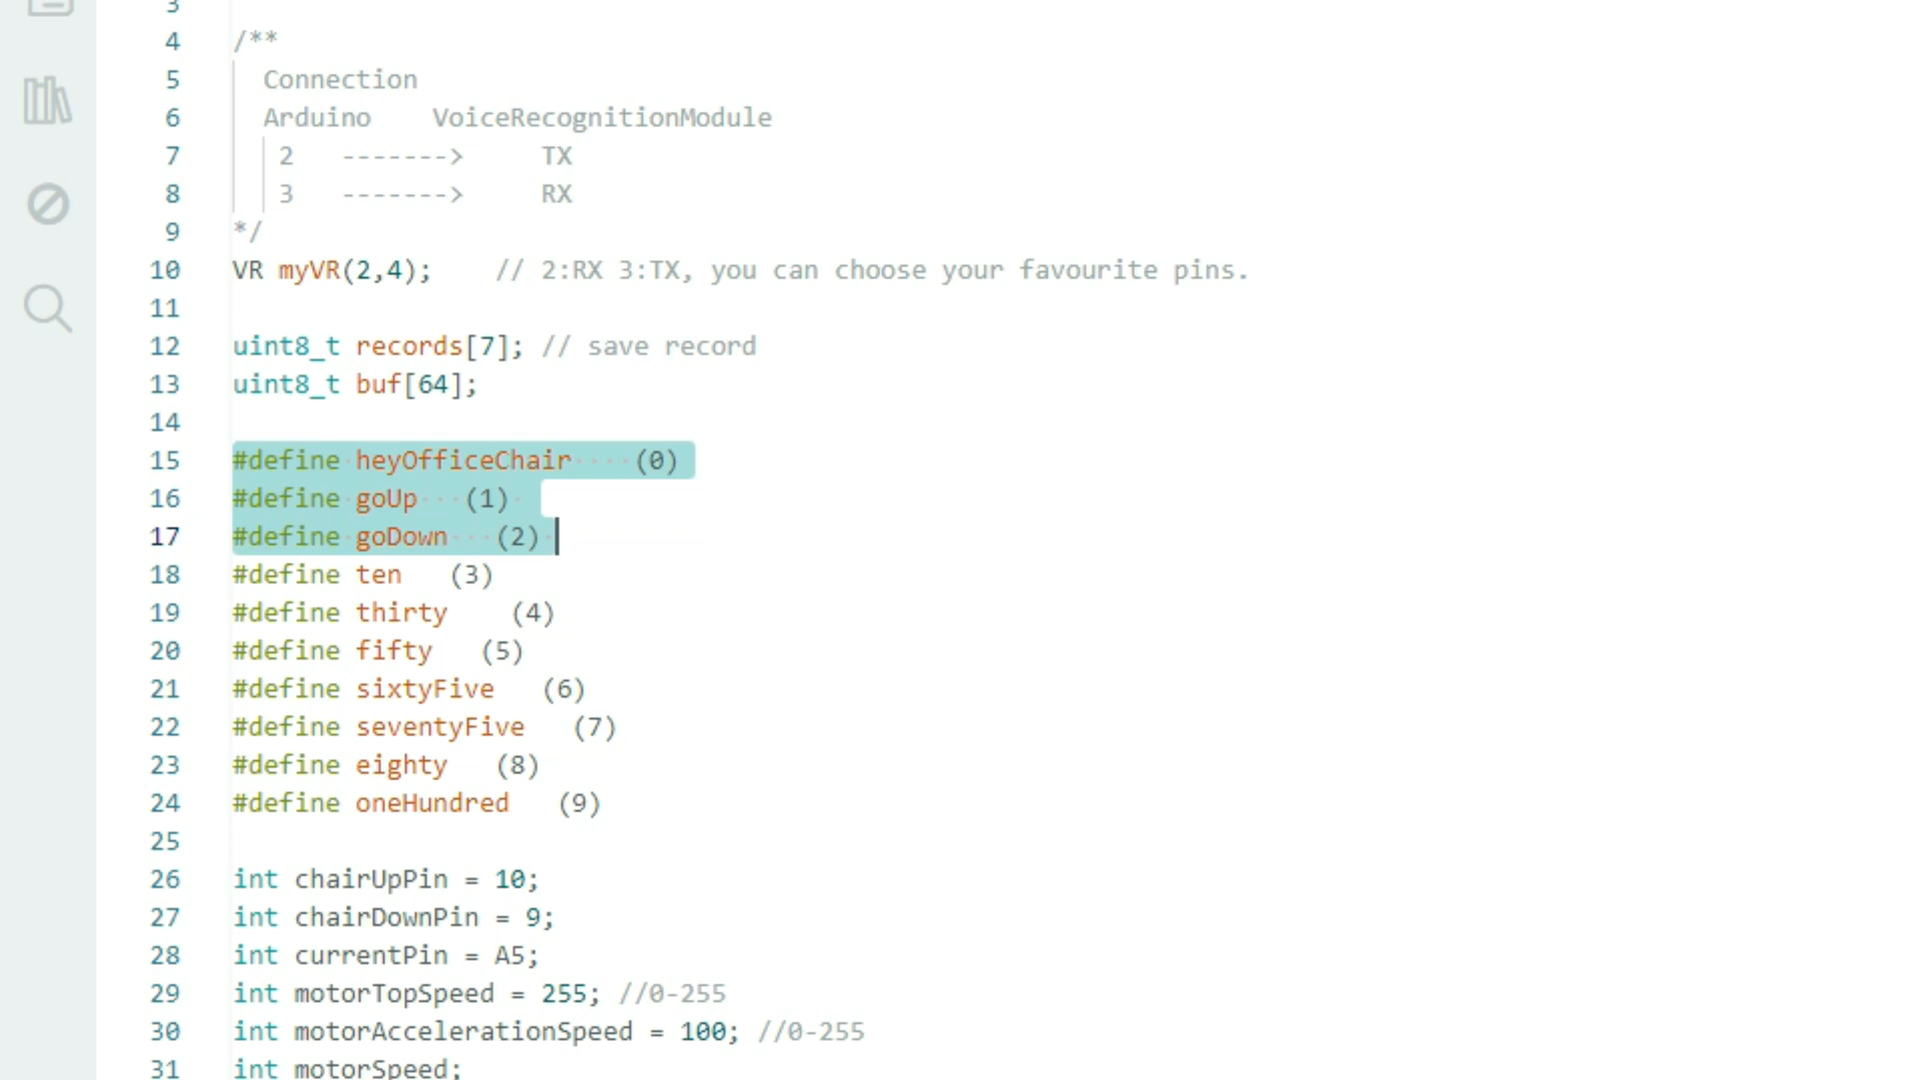 3
4 /**
5 Connection
6 Arduino    VoiceRecognitionModule
7 2   ------->     TX
8 3   ------->     RX
9 */
10 VR myVR(2,4);    // 2:RX 3:TX, you can choose your favourite pins.
11
12 uint8_t records[7]; // save record
13 uint8_t buf[64];
14
15 #define heyOfficeChair    (0)
16 #define goUp   (1)
17 #define goDown   (2)
18 #define ten   (3)
19 #define thirty    (4)
20 #define fifty   (5)
21 #define sixtyFive   (6)
22 #define seventyFive   (7)
23 #define eighty   (8)
24 #define oneHundred   (9)
25
26 int chairUpPin = 10;
27 int chairDownPin = 9;
28 int currentPin = A5;
29 int motorTopSpeed = 255; //0-255
30 int motorAccelerationSpeed = 100; //0-255
31 int motorSpeed;